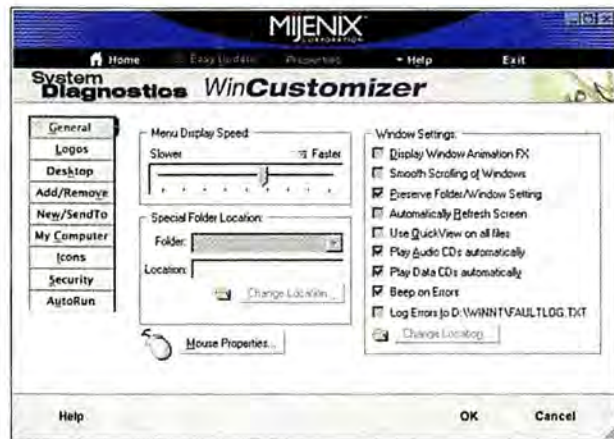 MIJENIX
CORPORATION
Home Easy Update Properties Help Exit
System
Diagnostics WinCustomizer
General
Logos
Desktop
Add/Remove
New/SendTo
My Computer
Icons
Security
AutoRun
Menu Display Speed:
Slower Faster
Special Folder Location:
Folder:
Location:
Change Location...
Mouse Properties...
Window Settings:
Display Window Animation FX
Smooth Scrolling of Windows
Preserve Folder/Window Setting
Automatically Refresh Screen
Use QuickView on all files
Play Audio CDs automatically
Play Data CDs automatically
Beep on Errors
Log Errors to D:\WINNT\FAULTLOG.TXT
Change Location...
Help OK Cancel